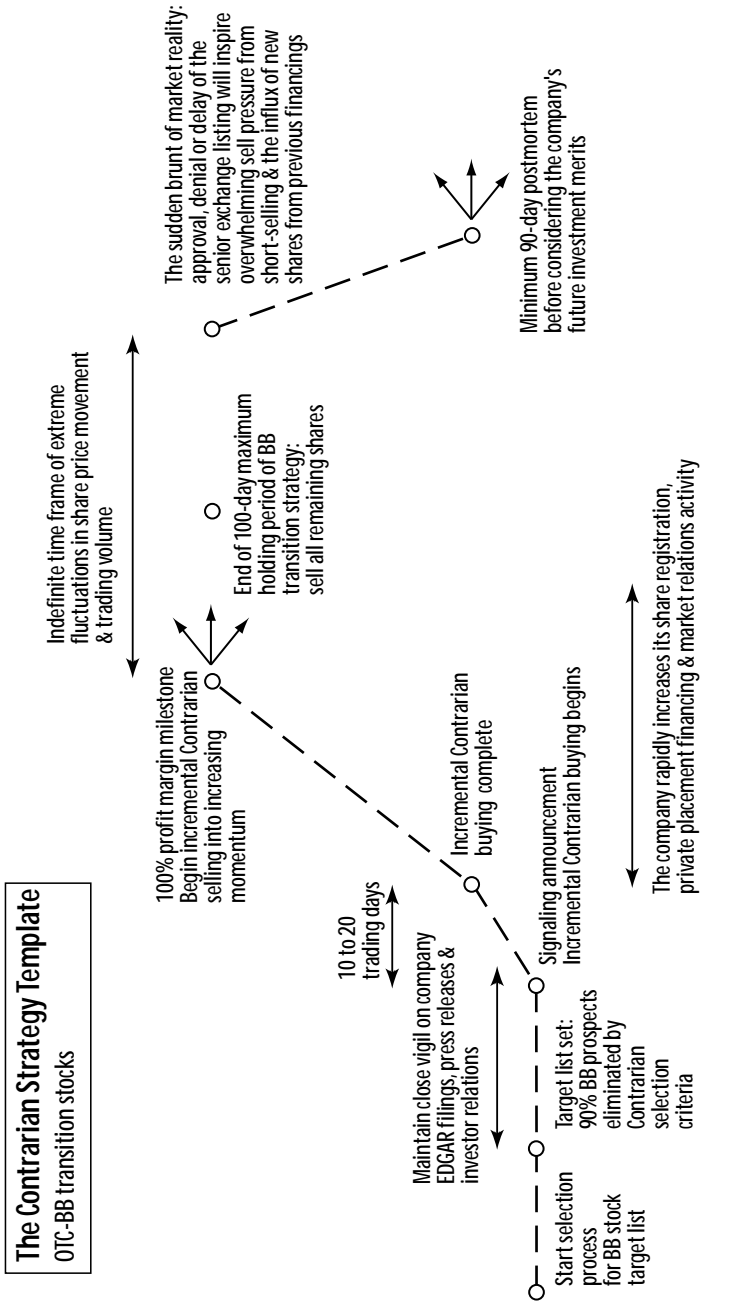 The Contrarian Strategy Template
OTC-BB transition stocks
Start selection
process
for BB stock
target list
Target list set:
90% BB prospects
eliminated by
Contrarian
selection
criteria
Maintain close vigil on company
EDGAR filings, press releases &
investor relations
10 to 20
trading days
Signaling announcement
Incremental Contrarian buying begins
Incremental Contrarian
buying complete
The company rapidly increases its share registration,
private placement financing & market relations activity
100% profit margin milestone
Begin incremental Contrarian
selling into increasing
momentum
Indefinite time frame of extreme
fluctuations in share price movement
& trading volume
End of 100-day maximum
holding period of BB
transition strategy:
sell all remaining shares
The sudden brunt of market reality:
approval, denial or delay of the
senior exchange listing will inspire
overwhelming sell pressure from
short-selling & the influx of new
shares from previous financings
Minimum 90-day postmortem
before considering the company's
future investment merits